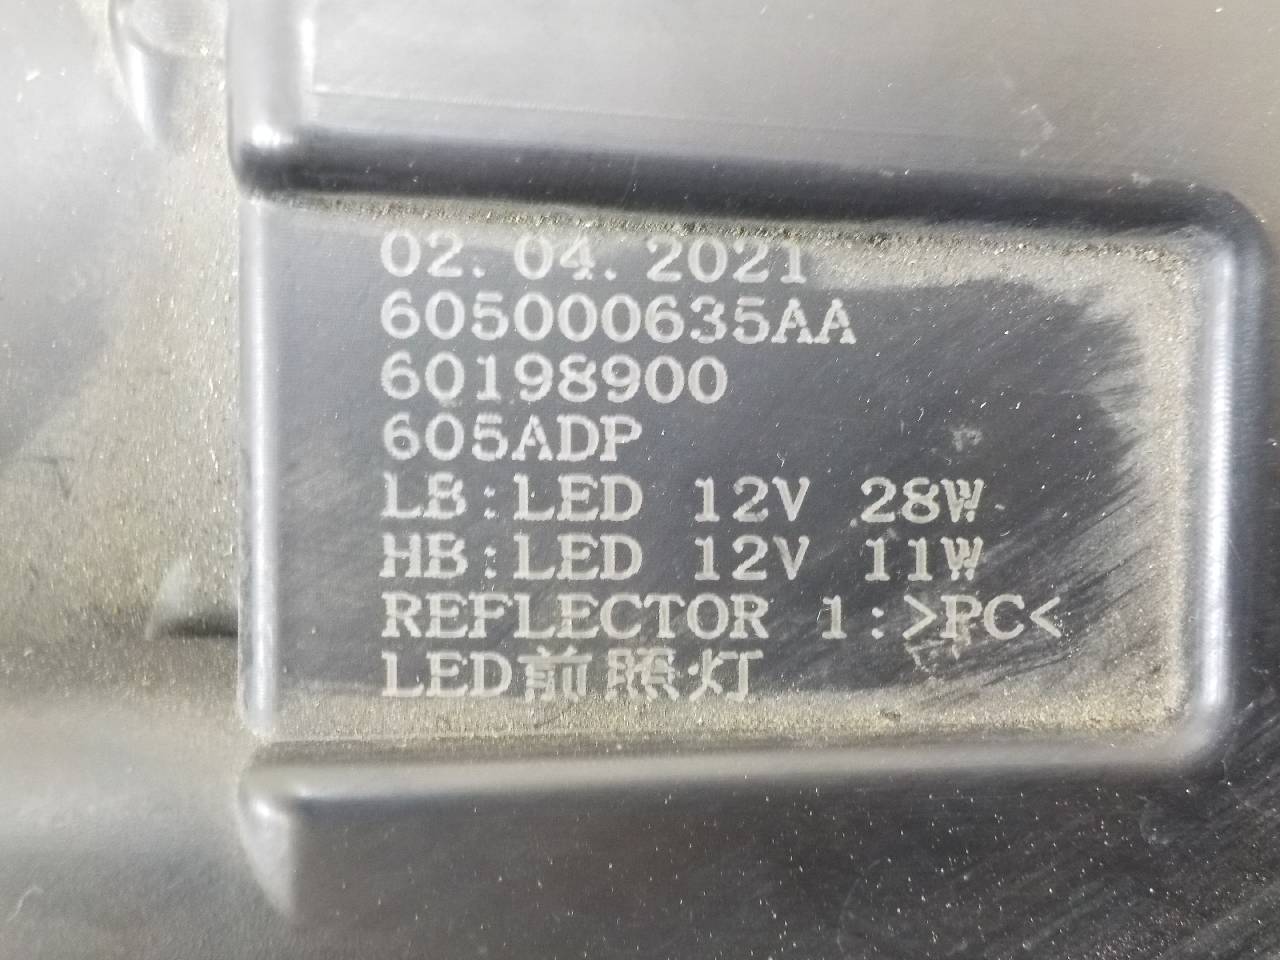 02.04.2021
605000635AA
60198900
605ADP
LB:LED 12V 28W
HB:LED 12V 11W
REFLECTOR 1:>PC<
LED前照灯